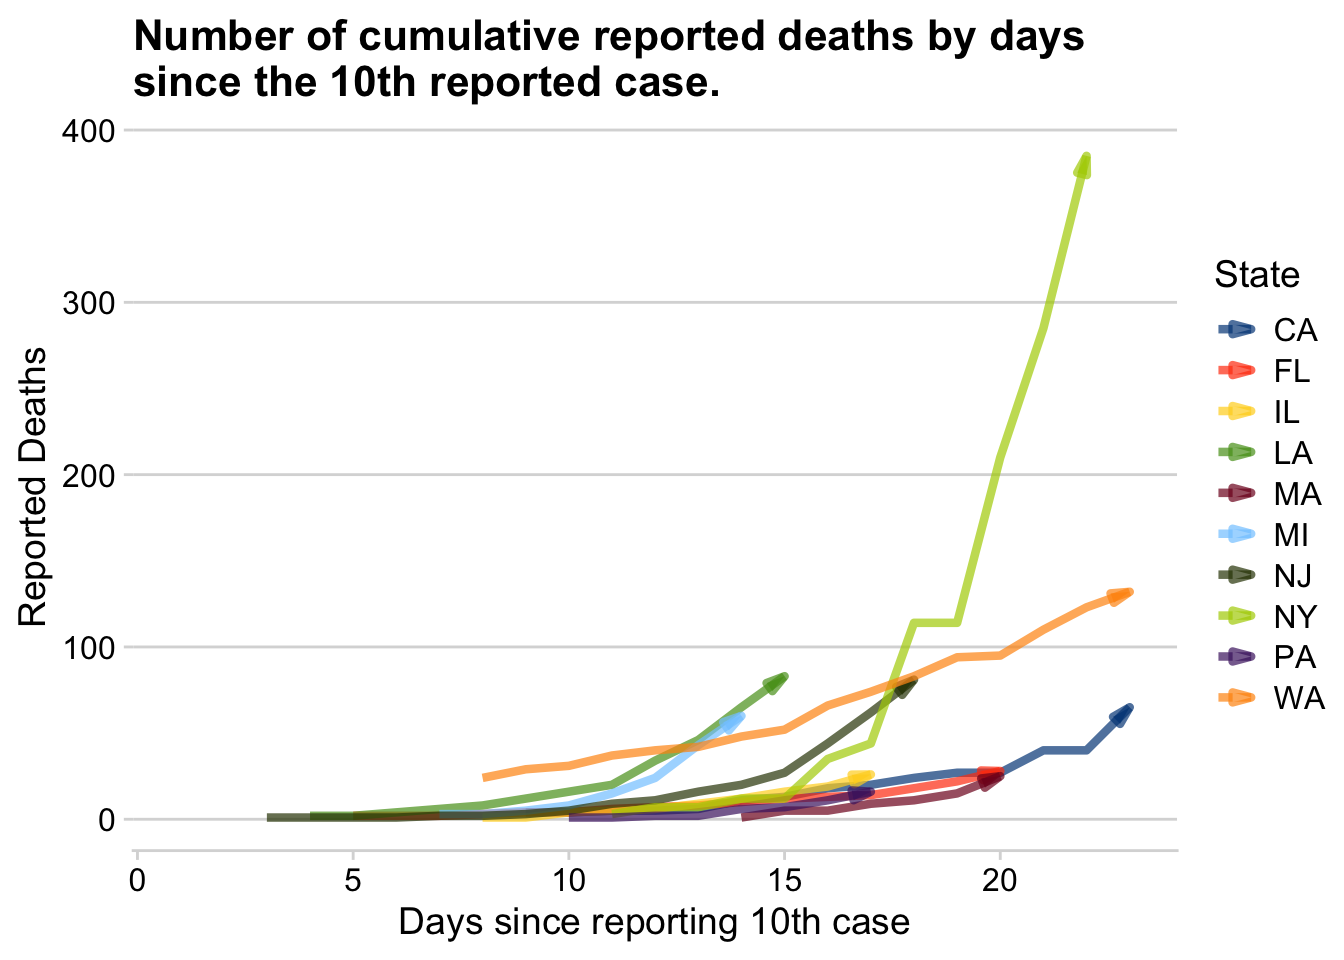 Number of cumulative reported deaths by days
since the 10th reported case.
400
300
200
100
0
Reported Deaths
0 5 10 15 20
Days since reporting 10th case
State
CA
FL
IL
LA
MA
MI
NJ
NY
PA
WA